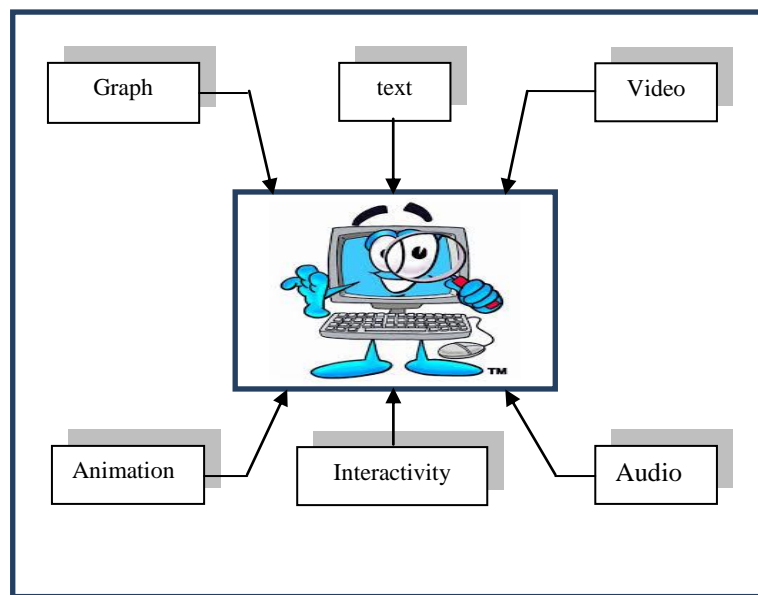 Graph
text
Video
TM
Animation
Interactivity
Audio